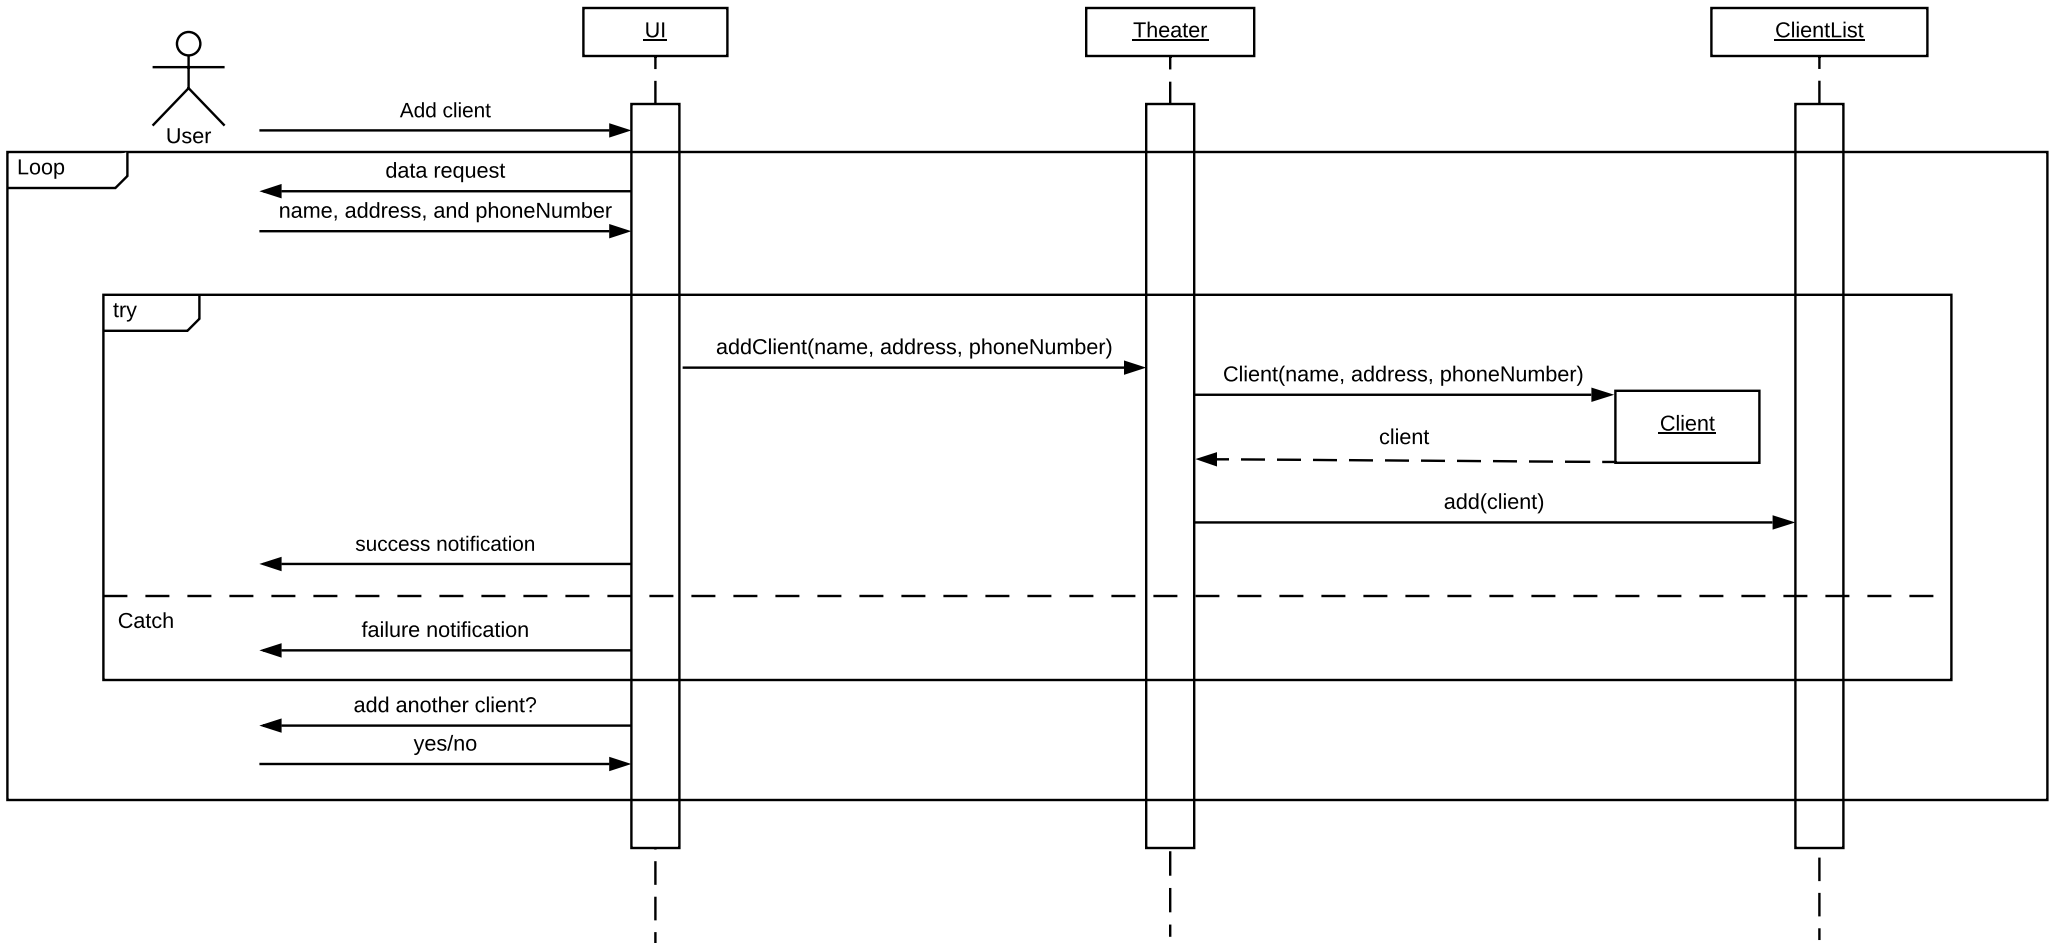 UI
Theater
ClientList
Add client
User
Loop
data request
name, address, and phoneNumber
try
addClient(name, address, phoneNumber)
Client(name, address, phoneNumber)
Client
client
add(client)
success notification
Catch
failure notification
add another client?
yes/no